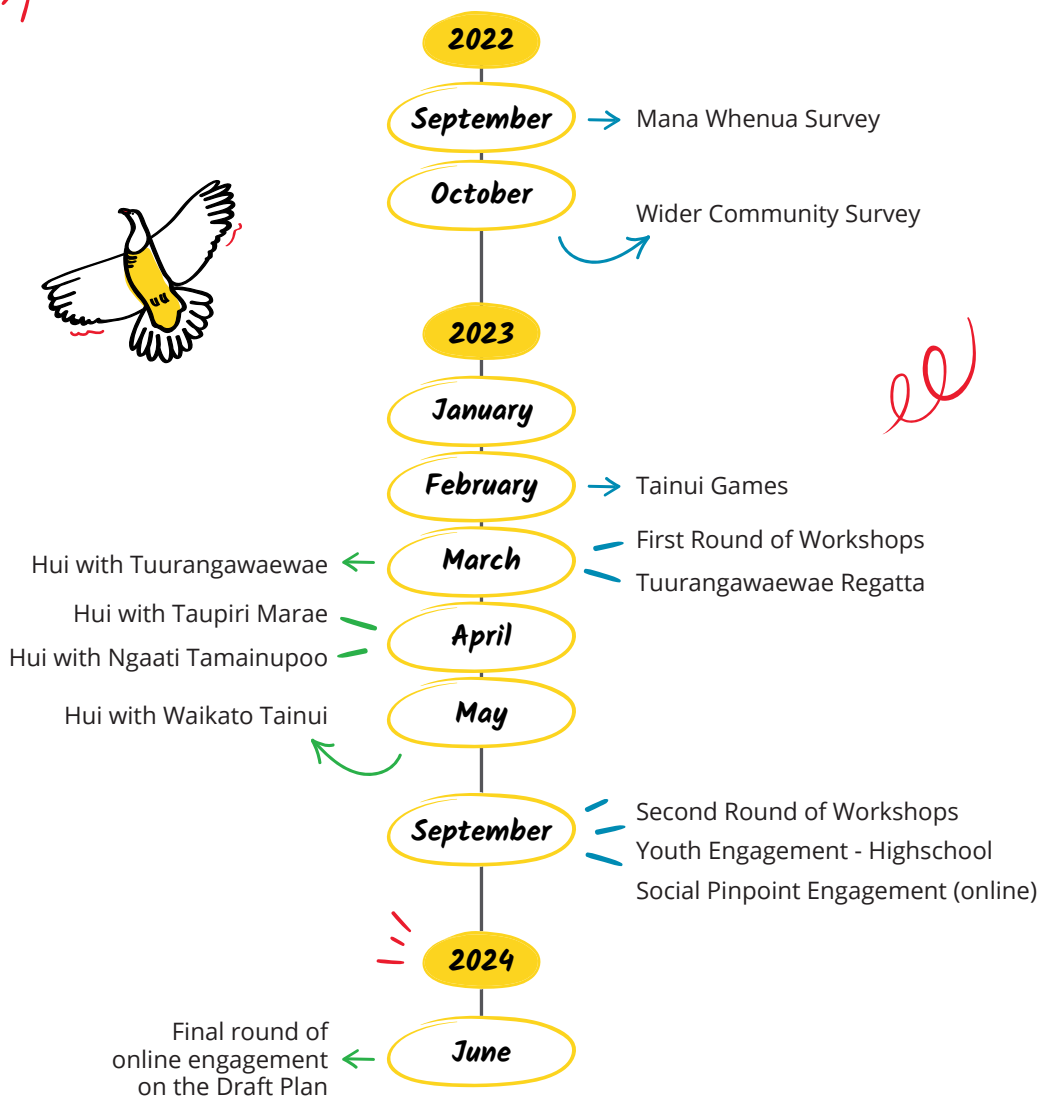 2022
September
Mana Whenua Survey
October
Wider Community Survey
2023
January
February
Tainui Games
Hui with Tuurangawaewae
March
First Round of Workshops
Tuurangawaewae Regatta
Hui with Taupiri Marae
Hui with Ngaati Tamainupoo
April
Hui with Waikato Tainui
May
September
Second Round of Workshops
Youth Engagement - Highschool
Social Pinpoint Engagement (online)
2024
Final round of
online engagement
on the Draft Plan
June